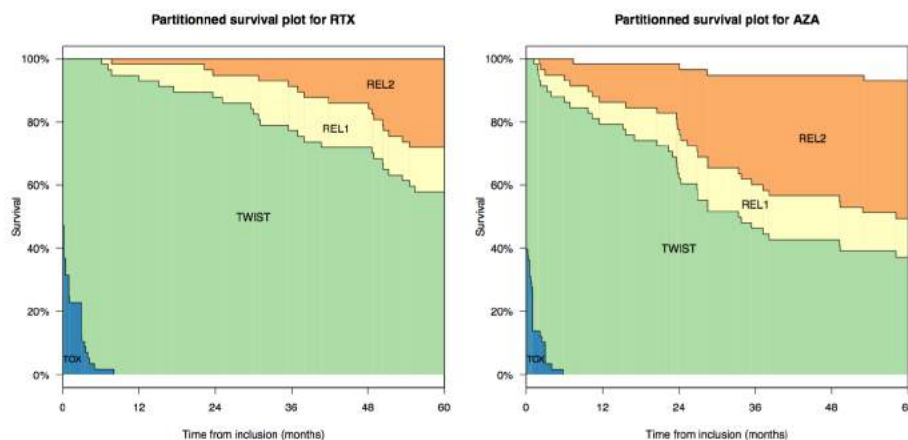 Partitionned survival plot for RTX
100%
80%
60%
40%
20%
0%
Survival
REL2
REL1
TWIST
TOX
0 12 24 36 48 60
Time from inclusion (months)
Partitionned survival plot for AZA
100%
80%
60%
40%
20%
0%
Survival
REL2
REL1
TWIST
TOX
0 12 24 36 48 60
Time from inclusion (months)